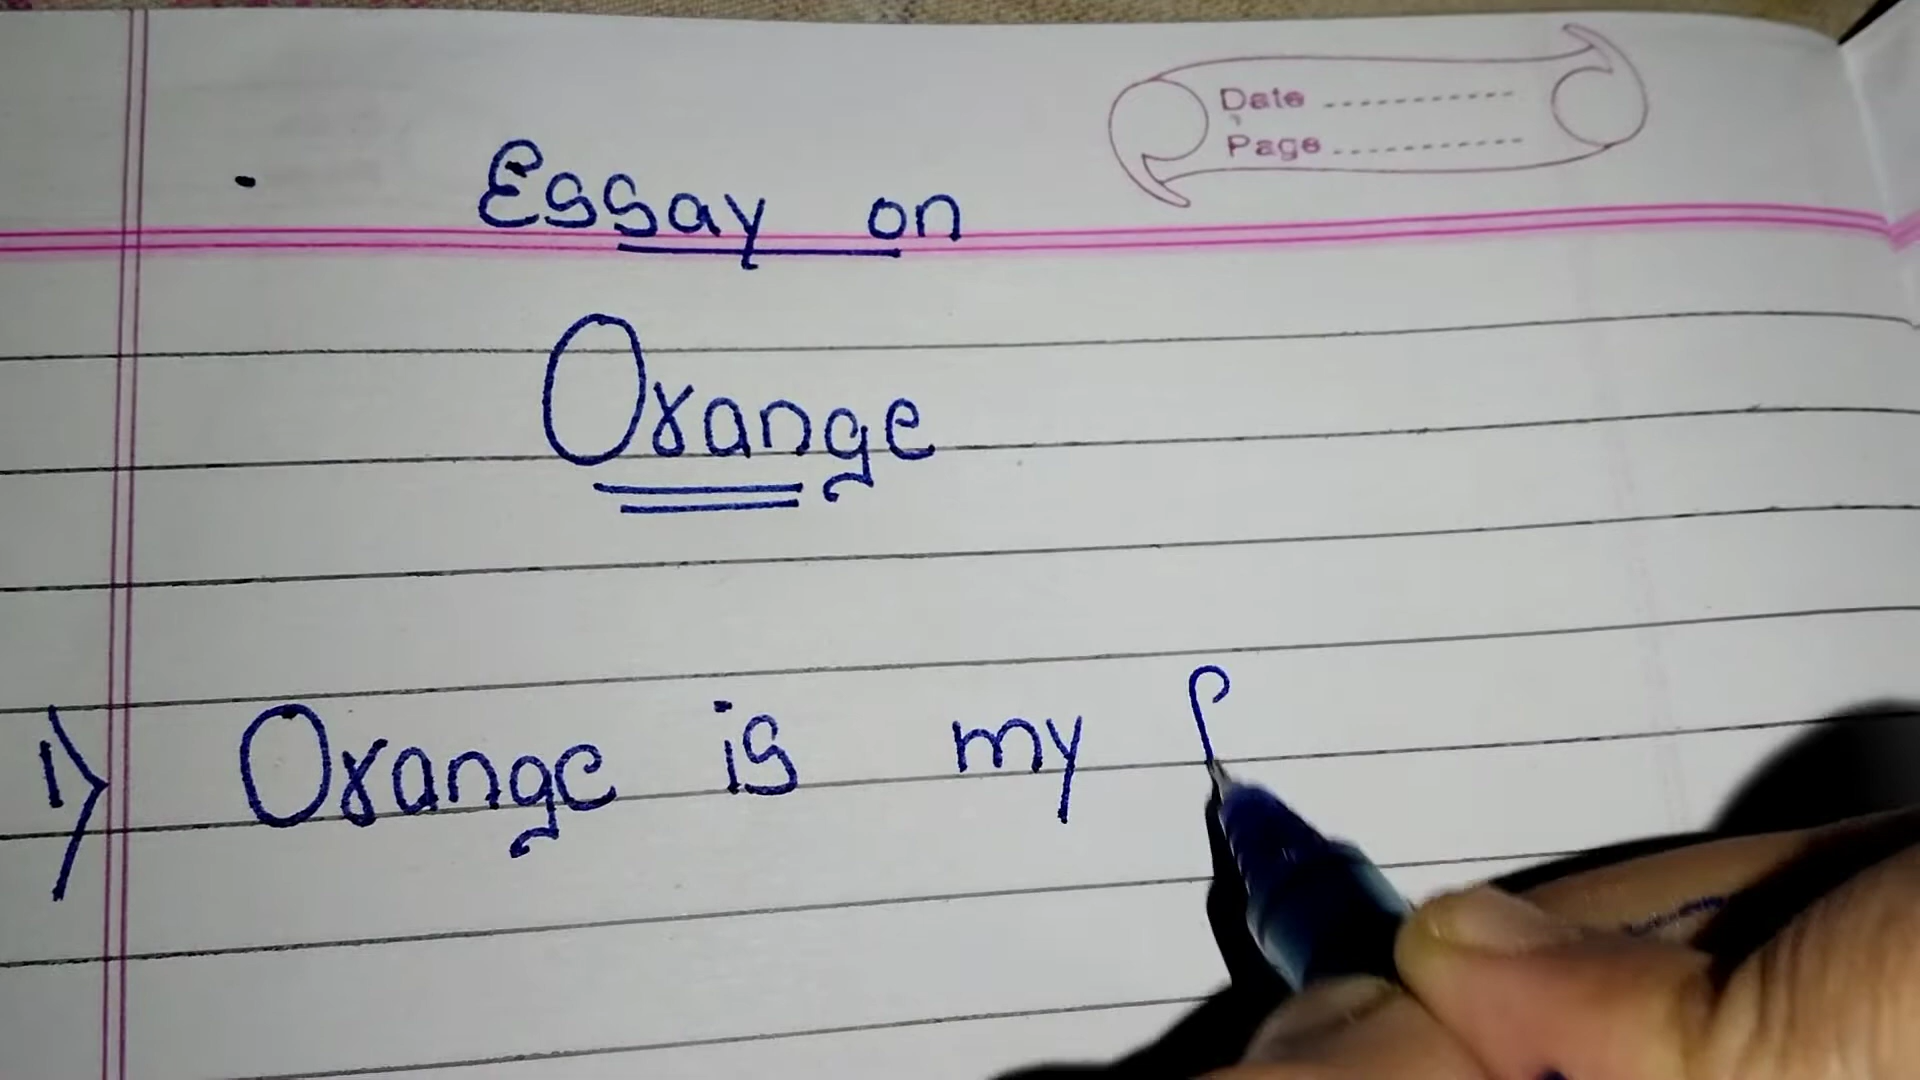 Date
Page
Essay on
Orange
1) Orange is my